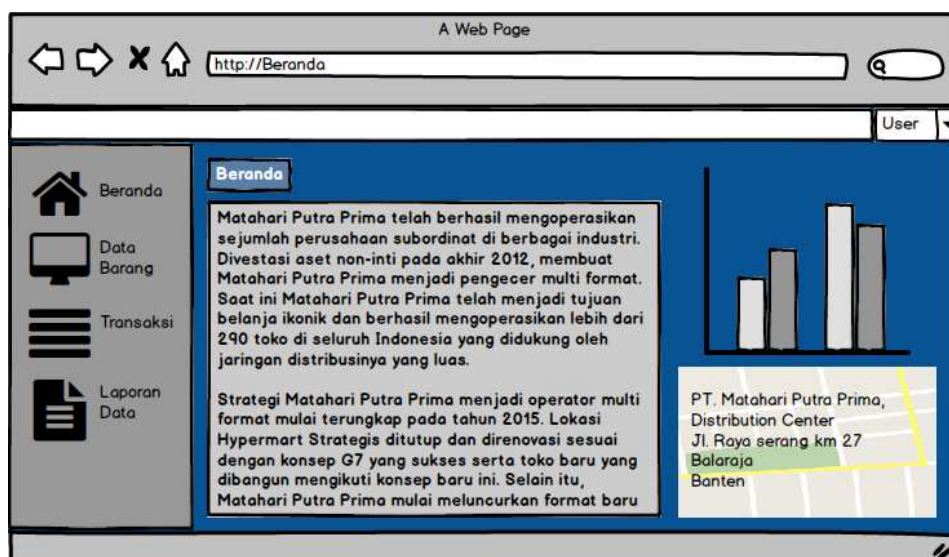 A Web Page
http://Beranda
User
Beranda
Data
Barang
Transaksi
Laporan
Data
Beranda
Matahari Putra Prima telah berhasil mengoperasikan
sejumlah perusahaan subordinat di berbagai industri.
Divestasi aset non-inti pada akhir 2012, membuat
Matahari Putra Prima menjadi pengecer multi format.
Saat ini Matahari Putra Prima telah menjadi tujuan
belanja ikonik dan berhasil mengoperasikan lebih dari
290 toko di seluruh Indonesia yang didukung oleh
jaringan distribusinya yang luas.
Strategi Matahari Putra Prima menjadi operator multi
format mulai terungkap pada tahun 2015. Lokasi
Hypermart Strategis ditutup dan direnovasi sesuai
dengan konsep G7 yang sukses serta toko baru yang
dibangun mengikuti konsep baru ini. Selain itu,
Matahari Putra Prima mulai meluncurkan format baru
PT. Matahari Putra Prima,
Distribution Center
Jl. Raya serang km 27
Balaraja
Banten